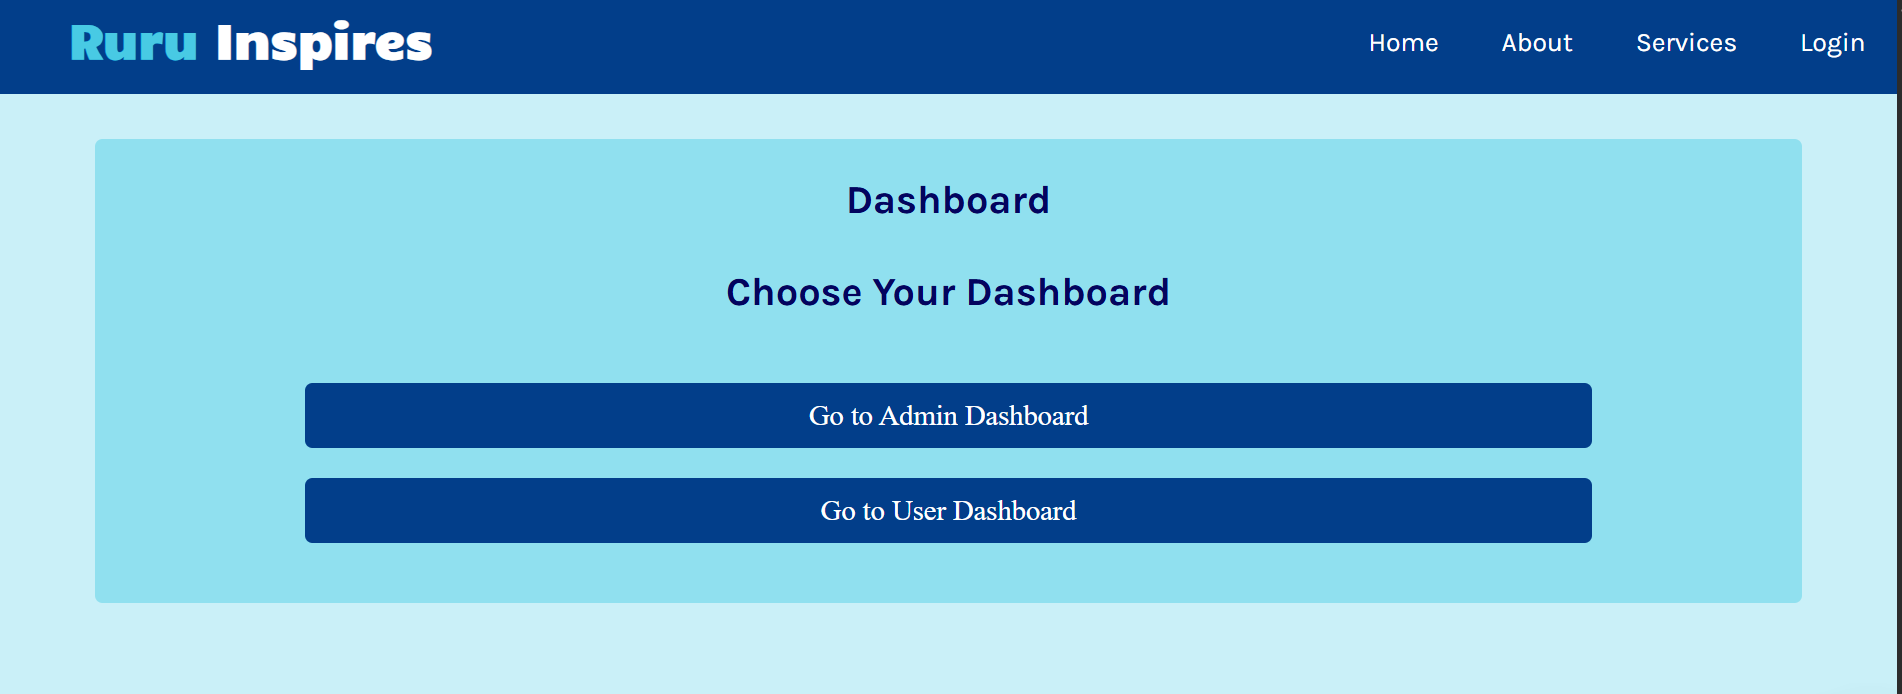 Ruru Inspires
Home About Services Login
Dashboard
Choose Your Dashboard
Go to Admin Dashboard
Go to User Dashboard